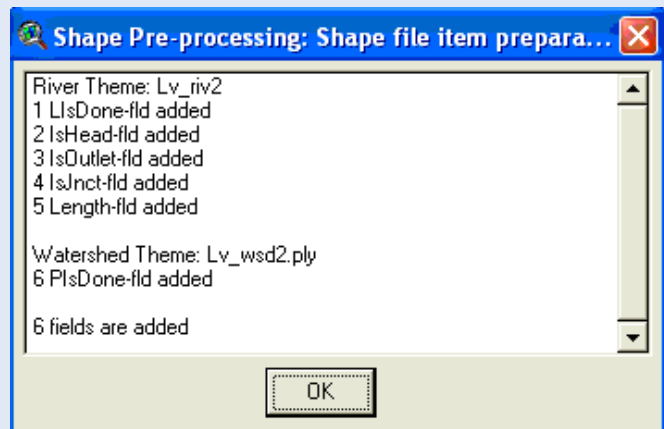 Shape Pre-processing: Shape file item prepara...
River Theme: Lv_riv2
1 LIsDone-fld added
2 IsHead-fld added
3 IsOutlet-fld added
4 IsJnct-fld added
5 Length-fld added
Watershed Theme: Lv_wsd2.ply
6 PIsDone-fld added
6 fields are added
OK